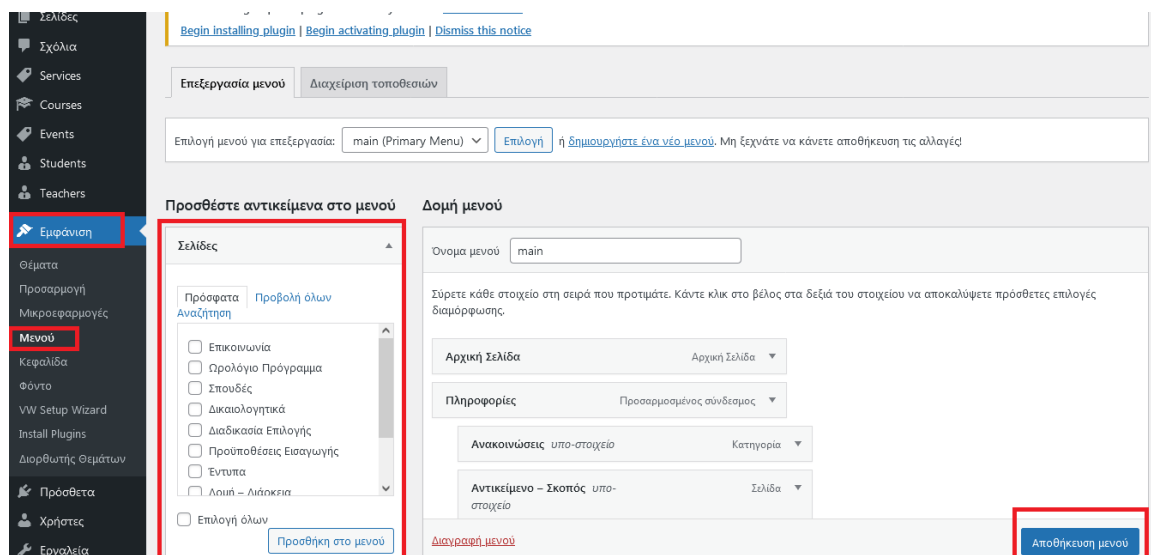 Σελίδες
Σχόλια
Services
Courses
Events
Students
Teachers
Εμφάνιση
Θέματα
Προσαρμογή
Μικροεφαρμογές
Μενού
Κεφαλίδα
Φόντο
VW Setup Wizard
Install Plugins
Διορθωτής Θεμάτων
Πρόσθετα
Χρήστες
Εργαλεία
Begin installing plugin | Begin activating plugin | Dismiss this notice
Επεξεργασία μενού Διαχείριση τοποθεσιών
Επιλογή μενού για επεξεργασία: main (Primary Menu) Επιλογή ή δημιουργήστε ένα νέο μενού. Μη ξεχνάτε να κάνετε αποθήκευση τις αλλαγές!
Προσθέστε αντικείμενα στο μενού
Σελίδες
Πρόσφατα Προβολή όλων
Αναζήτηση
Επικοινωνία
Ωρολόγιο Πρόγραμμα
Σπουδές
Δικαιολογητικά
Διαδικασία Επιλογής
Προϋποθέσεις Εισαγωγής
Έντυπα
Δομή – Διάρκεια
Επιλογή όλων
Προσθήκη στο μενού
Δομή μενού
Όνομα μενού main
Σύρετε κάθε στοιχείο στη σειρά που προτιμάτε. Κάντε κλικ στο βέλος στα δεξιά του στοιχείου να αποκαλύψετε πρόσθετες επιλογές
διαμόρφωσης.
Αρχική Σελίδα Αρχική Σελίδα
Πληροφορίες Προσαρμοσμένος σύνδεσμος
Ανακοινώσεις υπο-στοιχείο Κατηγορία
Αντικείμενο – Σκοπός υπο- Σελίδα
στοιχείο
Διαγραφή μενού Αποθήκευση μενού